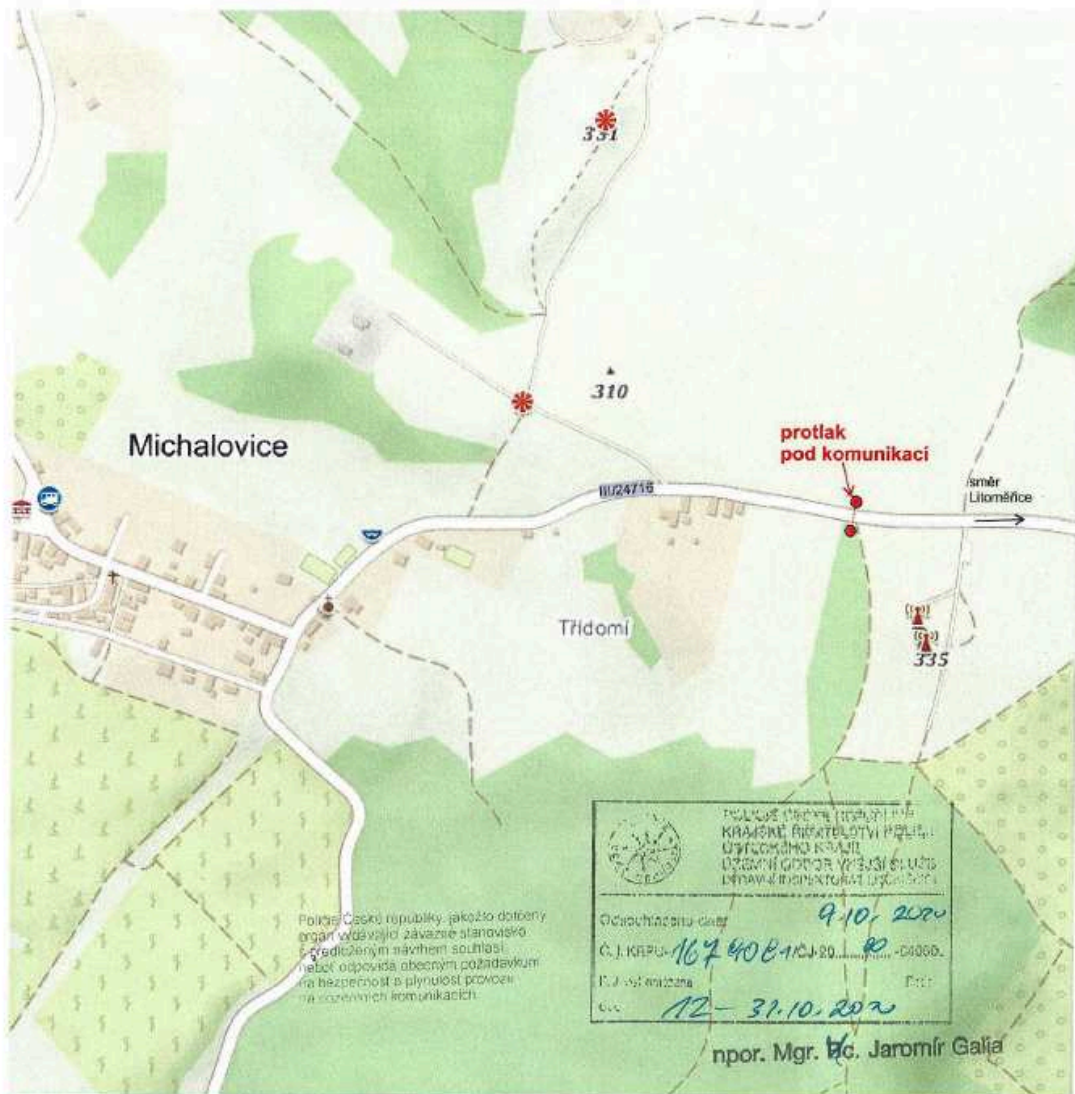 331
310
Michalovice
protlak
pod komunikací
III/24716
směr
Litoměřice
Třídomí
335
KRAJSKÉ ŘEDITELSTVÍ POLICIE
ÚSTECKÉHO KRAJE
ÚZEMNÍ ODBOR VNĚJŠÍ SLUŽBY
DOPRAVNÍ INSPEKTORÁT
9.10. 2020
Č.J. KRPU-
12 - 31.10.2020
Policie České republiky, jakožto dotčený
orgán vydávající závazné stanovisko
s předloženým návrhem souhlasí,
neboť odpovídá obecným požadavkům
na bezpečnost a plynulost provozu
na pozemních komunikacích.
npor. Mgr. Bc. Jaromír Galia